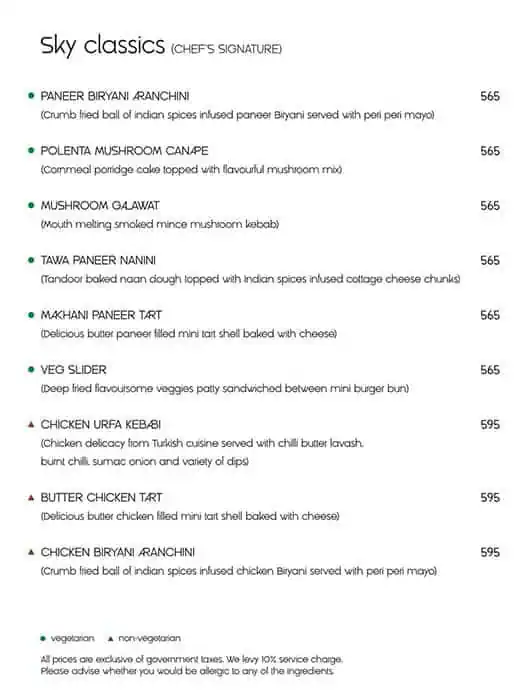 Sky classics (CHEF'S SIGNATURE)
PANEER BIRYANI ARANCHINI 565
(Crumb fried ball of indian spices infused paneer Biryani served with peri peri mayo)
POLENTA MUSHROOM CANAPE 565
(Cornmeal porridge cake topped with flavourful mushroom mix)
MUSHROOM GALAWAT 565
(Mouth melting smoked mince mushroom kebab)
TAWA PANEER NANINI 565
(Tandoor baked naan dough topped with Indian spices infused cottage cheese chunks)
MAKHANI PANEER TART 565
(Delicious butter paneer filled mini tart shell baked with cheese)
VEG SLIDER 565
(Deep fried flavoursome veggies patty sandwiched between mini burger bun)
CHICKEN URFA KEBABI 595
(Chicken delicacy from Turkish cuisine served with chilli butter lavash,
burnt chilli, sumac onion and variety of dips)
BUTTER CHICKEN TART 595
(Delicious butter chicken filled mini tart shell baked with cheese)
CHICKEN BIRYANI ARANCHINI 595
(Crumb fried ball of indian spices infused chicken Biryani served with peri peri mayo)
vegetarian non-vegetarian
All prices are exclusive of government taxes. We levy 10% service charge.
Please advise whether you would be allergic to any of the ingredients.